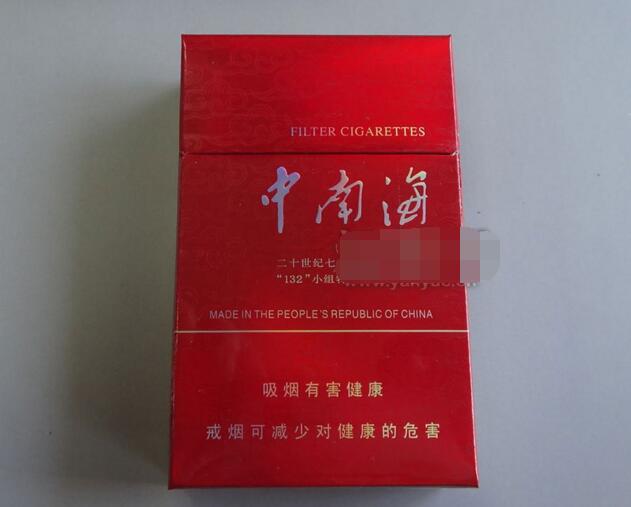 FILTER CIGARETTES
中南海
二十世纪七
“132”小组
MADE IN THE PEOPLE'S REPUBLIC OF CHINA
吸烟有害健康
戒烟可减少对健康的危害